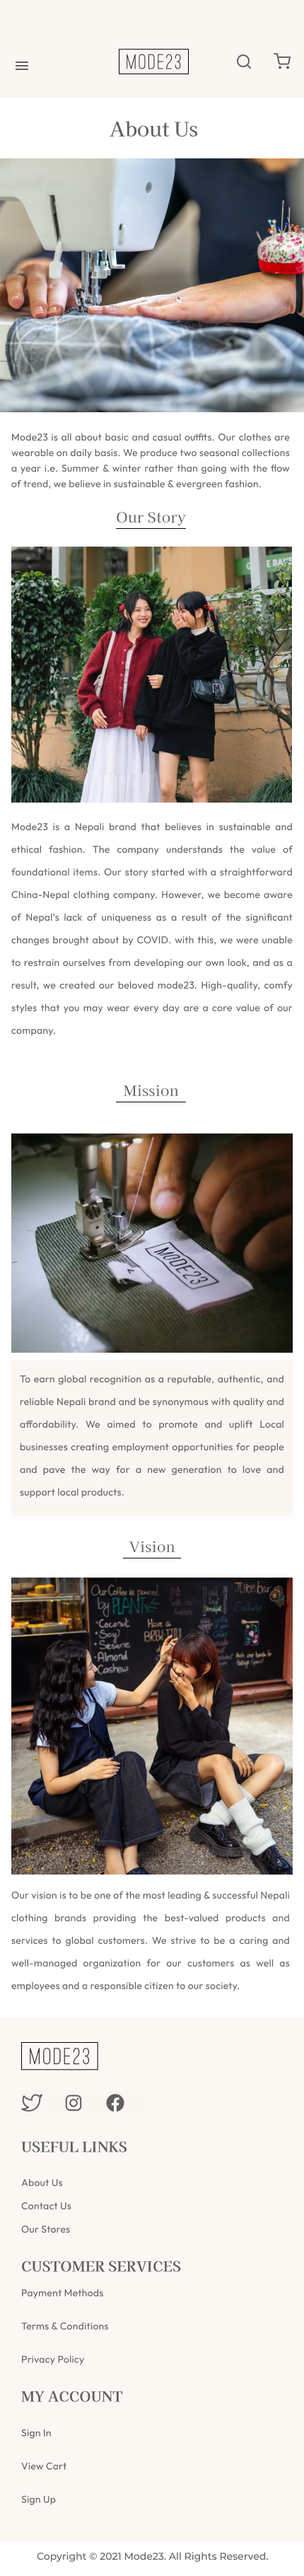 MODE23
About Us
Mode23 is all about basic and casual outfits. Our clothes are
wearable on daily basis. We produce two seasonal collections
a year i.e. Summer & winter rather than going with the flow
of trend, we believe in sustainable & evergreen fashion.
Our Story
Mode23 is a Nepali brand that believes in sustainable and
ethical fashion. The company understands the value of
foundational items. Our story started with a straightforward
China-Nepal clothing company. However, we become aware
of Nepal's lack of uniqueness as a result of the significant
changes brought about by COVID. with this, we were unable
to restrain ourselves from developing our own look, and as a
result, we created our beloved mode23. High-quality, comfy
styles that you may wear every day are a core value of our
company.
Mission
MODE23
To earn global recognition as a reputable, authentic, and
reliable Nepali brand and be synonymous with quality and
affordability. We aimed to promote and uplift Local
businesses creating employment opportunities for people
and pave the way for a new generation to love and
support local products.
Vision
Our Coffee is powered
by PLANT
Coconut
Soy
Sesame
Almond
Cashew
Juice bar
Have a
Our vision is to be one of the most leading & successful Nepali
clothing brands providing the best-valued products and
services to global customers. We strive to be a caring and
well-managed organization for our customers as well as
employees and a responsible citizen to our society.
MODE23
USEFUL LINKS
About Us
Contact Us
Our Stores
CUSTOMER SERVICES
Payment Methods
Terms & Conditions
Privacy Policy
MY ACCOUNT
Sign In
View Cart
Sign Up
Copyright © 2021 Mode23. All Rights Reserved.